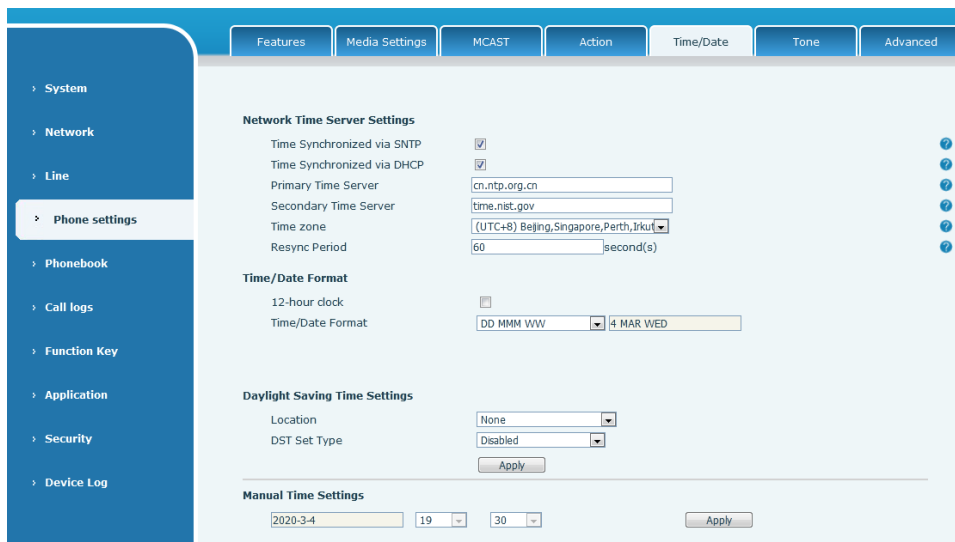 Features Media Settings MCAST Action Time/Date Tone Advanced
› System
› Network
› Line
› Phone settings
› Phonebook
› Call logs
› Function Key
› Application
› Security
› Device Log
Network Time Server Settings
Time Synchronized via SNTP
Time Synchronized via DHCP
Primary Time Server cn.ntp.org.cn
Secondary Time Server time.nist.gov
Time zone (UTC+8) Beijing,Singapore,Perth,Irkut
Resync Period 60 second(s)
Time/Date Format
12-hour clock
Time/Date Format DD MMM WW 4 MAR WED
Daylight Saving Time Settings
Location None
DST Set Type Disabled
Apply
Manual Time Settings
2020-3-4 19 30 Apply